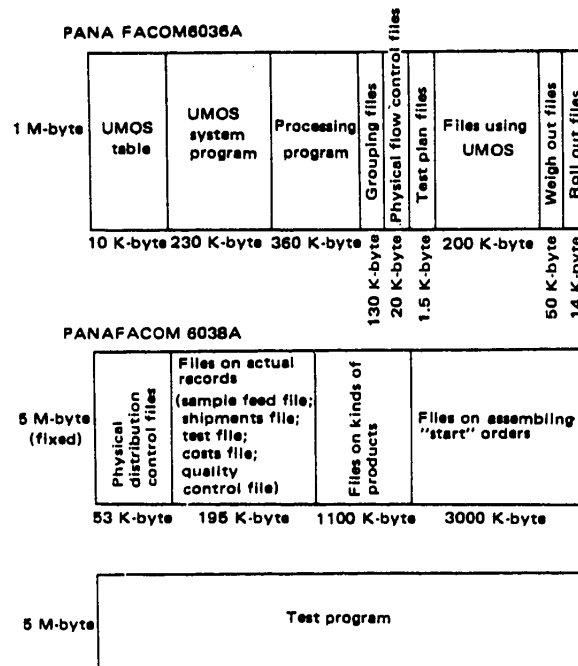 PANA FACOM6036A
1 M-byte
UMOS
table
UMOS
system
program
Processing
program
Grouping files
Physical flow control files
Test plan files
Files using
UMOS
Weigh out files
Roll out files
10 K-byte
230 K-byte
360 K-byte
130 K-byte
20 K-byte
1.5 K-byte
200 K-byte
50 K-byte
14 K-byte
PANAFACOM 6038A
5 M-byte
(fixed)
Physical
distribution
control files
Files on actual
records
(sample feed file;
shipments file;
test file;
costs file;
quality
control file)
Files on kinds of
products
Files on assembling
"start" orders
53 K-byte
195 K-byte
1100 K-byte
3000 K-byte
5 M-byte
Test program